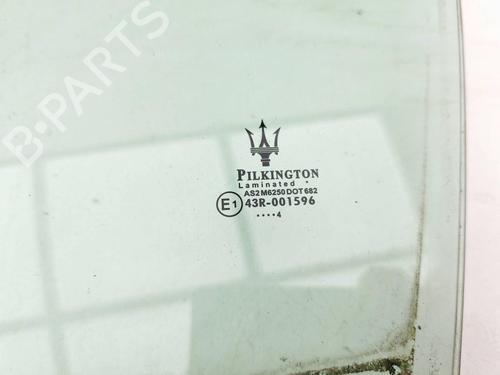 B-PARTS
PILKINGTON
Laminated
AS2 M6250 DOT 682
E1 43R-001596
....4